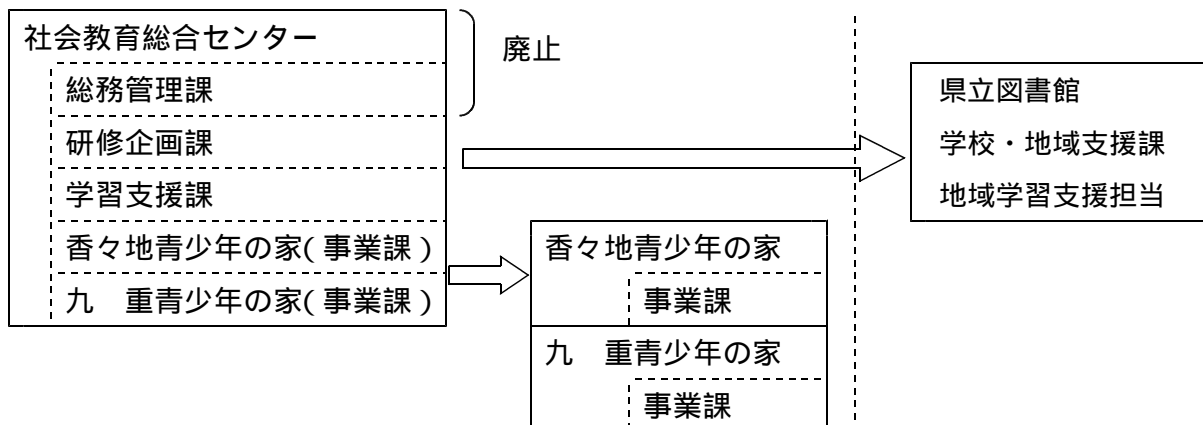 社会教育総合センター
総務管理課
研修企画課
学習支援課
香々地青少年の家(事業課)
九　重青少年の家(事業課)
廃止
香々地青少年の家
事業課
九　重青少年の家
事業課
県立図書館
学校・地域支援課
地域学習支援担当